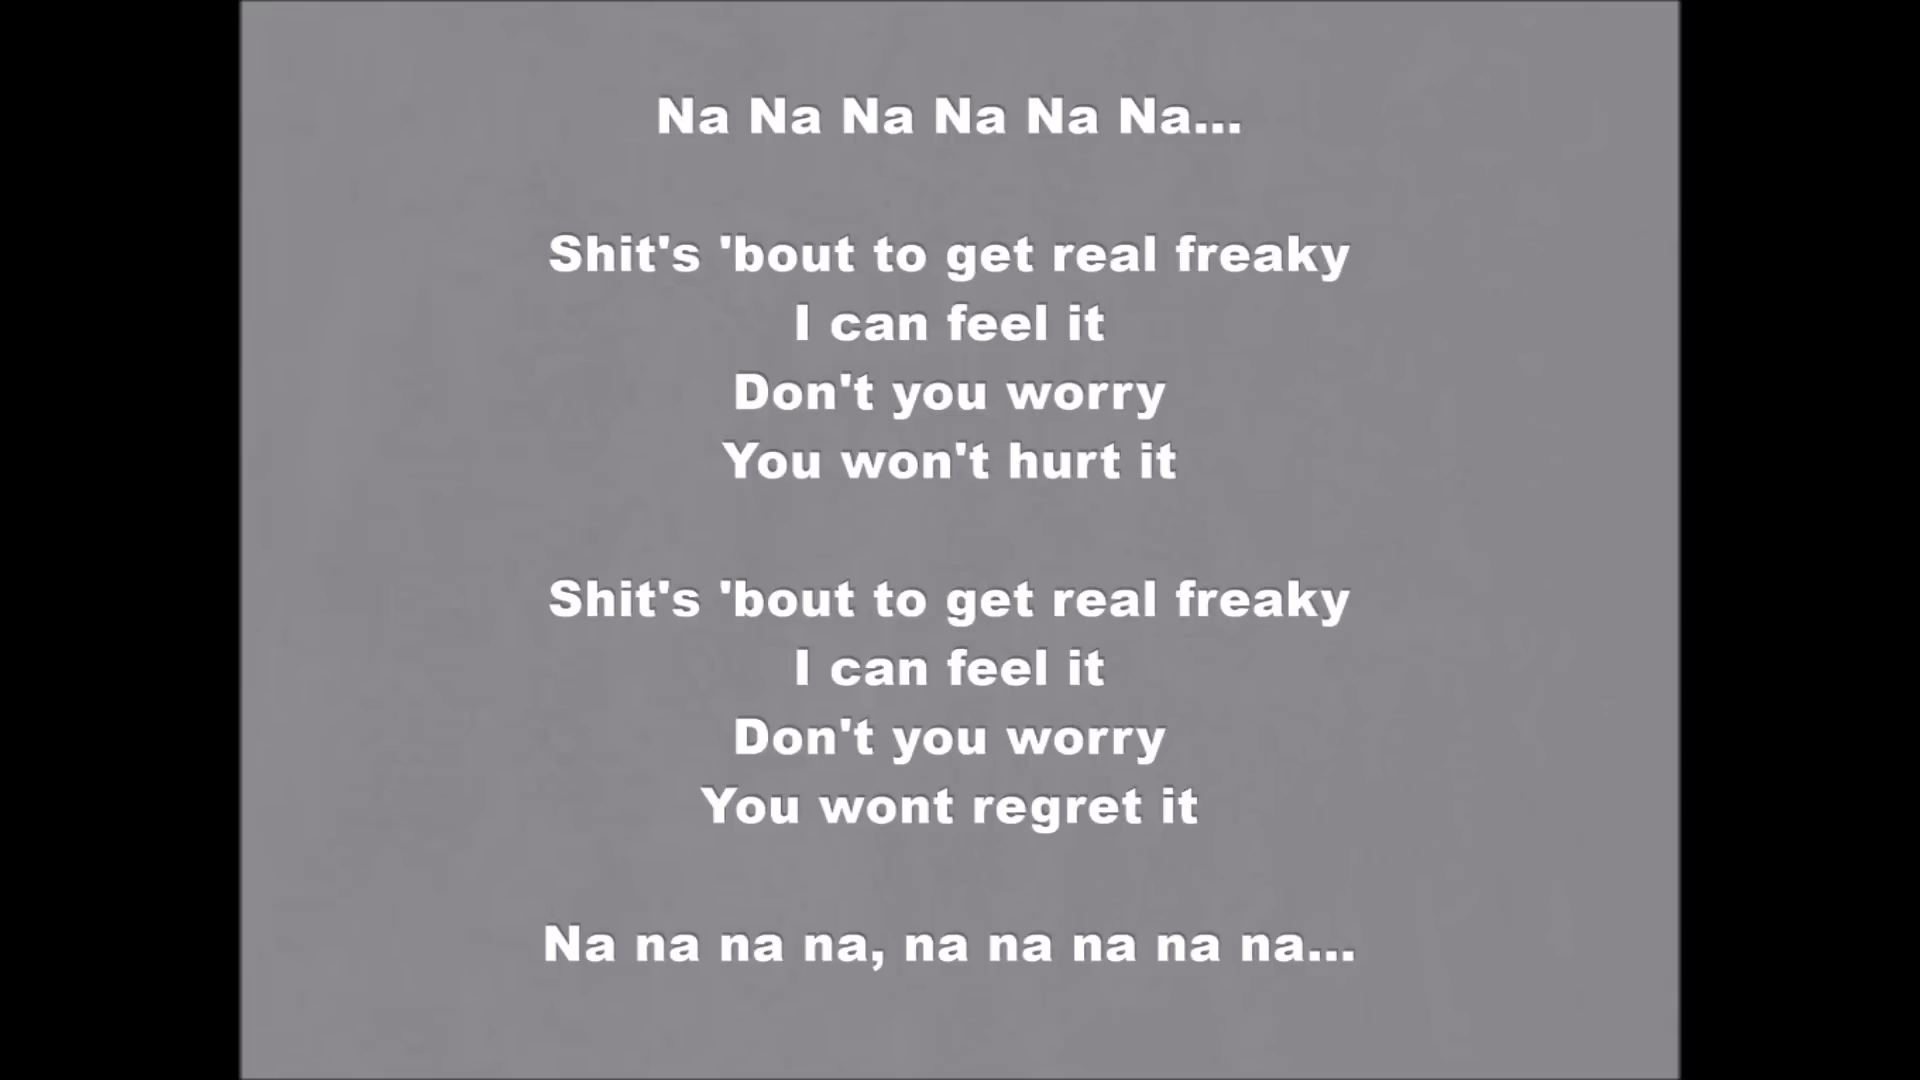 Na Na Na Na Na Na...
Shit's 'bout to get real freaky
I can feel it
Don't you worry
You won't hurt it
Shit's 'bout to get real freaky
I can feel it
Don't you worry
You wont regret it
Na na na na, na na na na na...